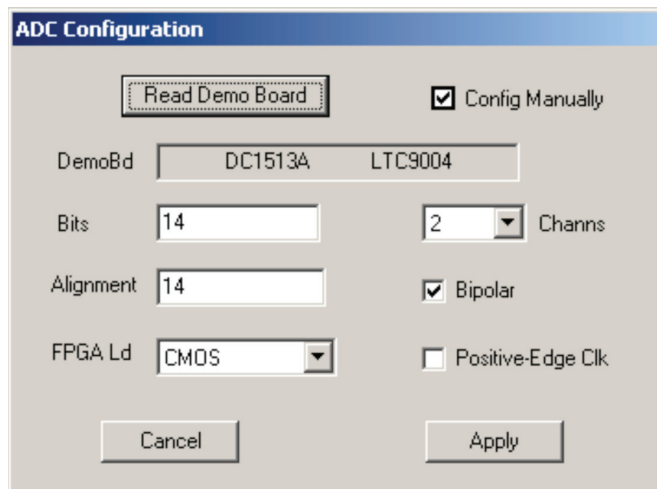 ADC Configuration
Read Demo Board
Config Manually
DemoBd DC1513A LTC9004
Bits 14 2 Channs
Alignment 14 Bipolar
FPGA Ld CMOS Positive-Edge Clk
Cancel Apply